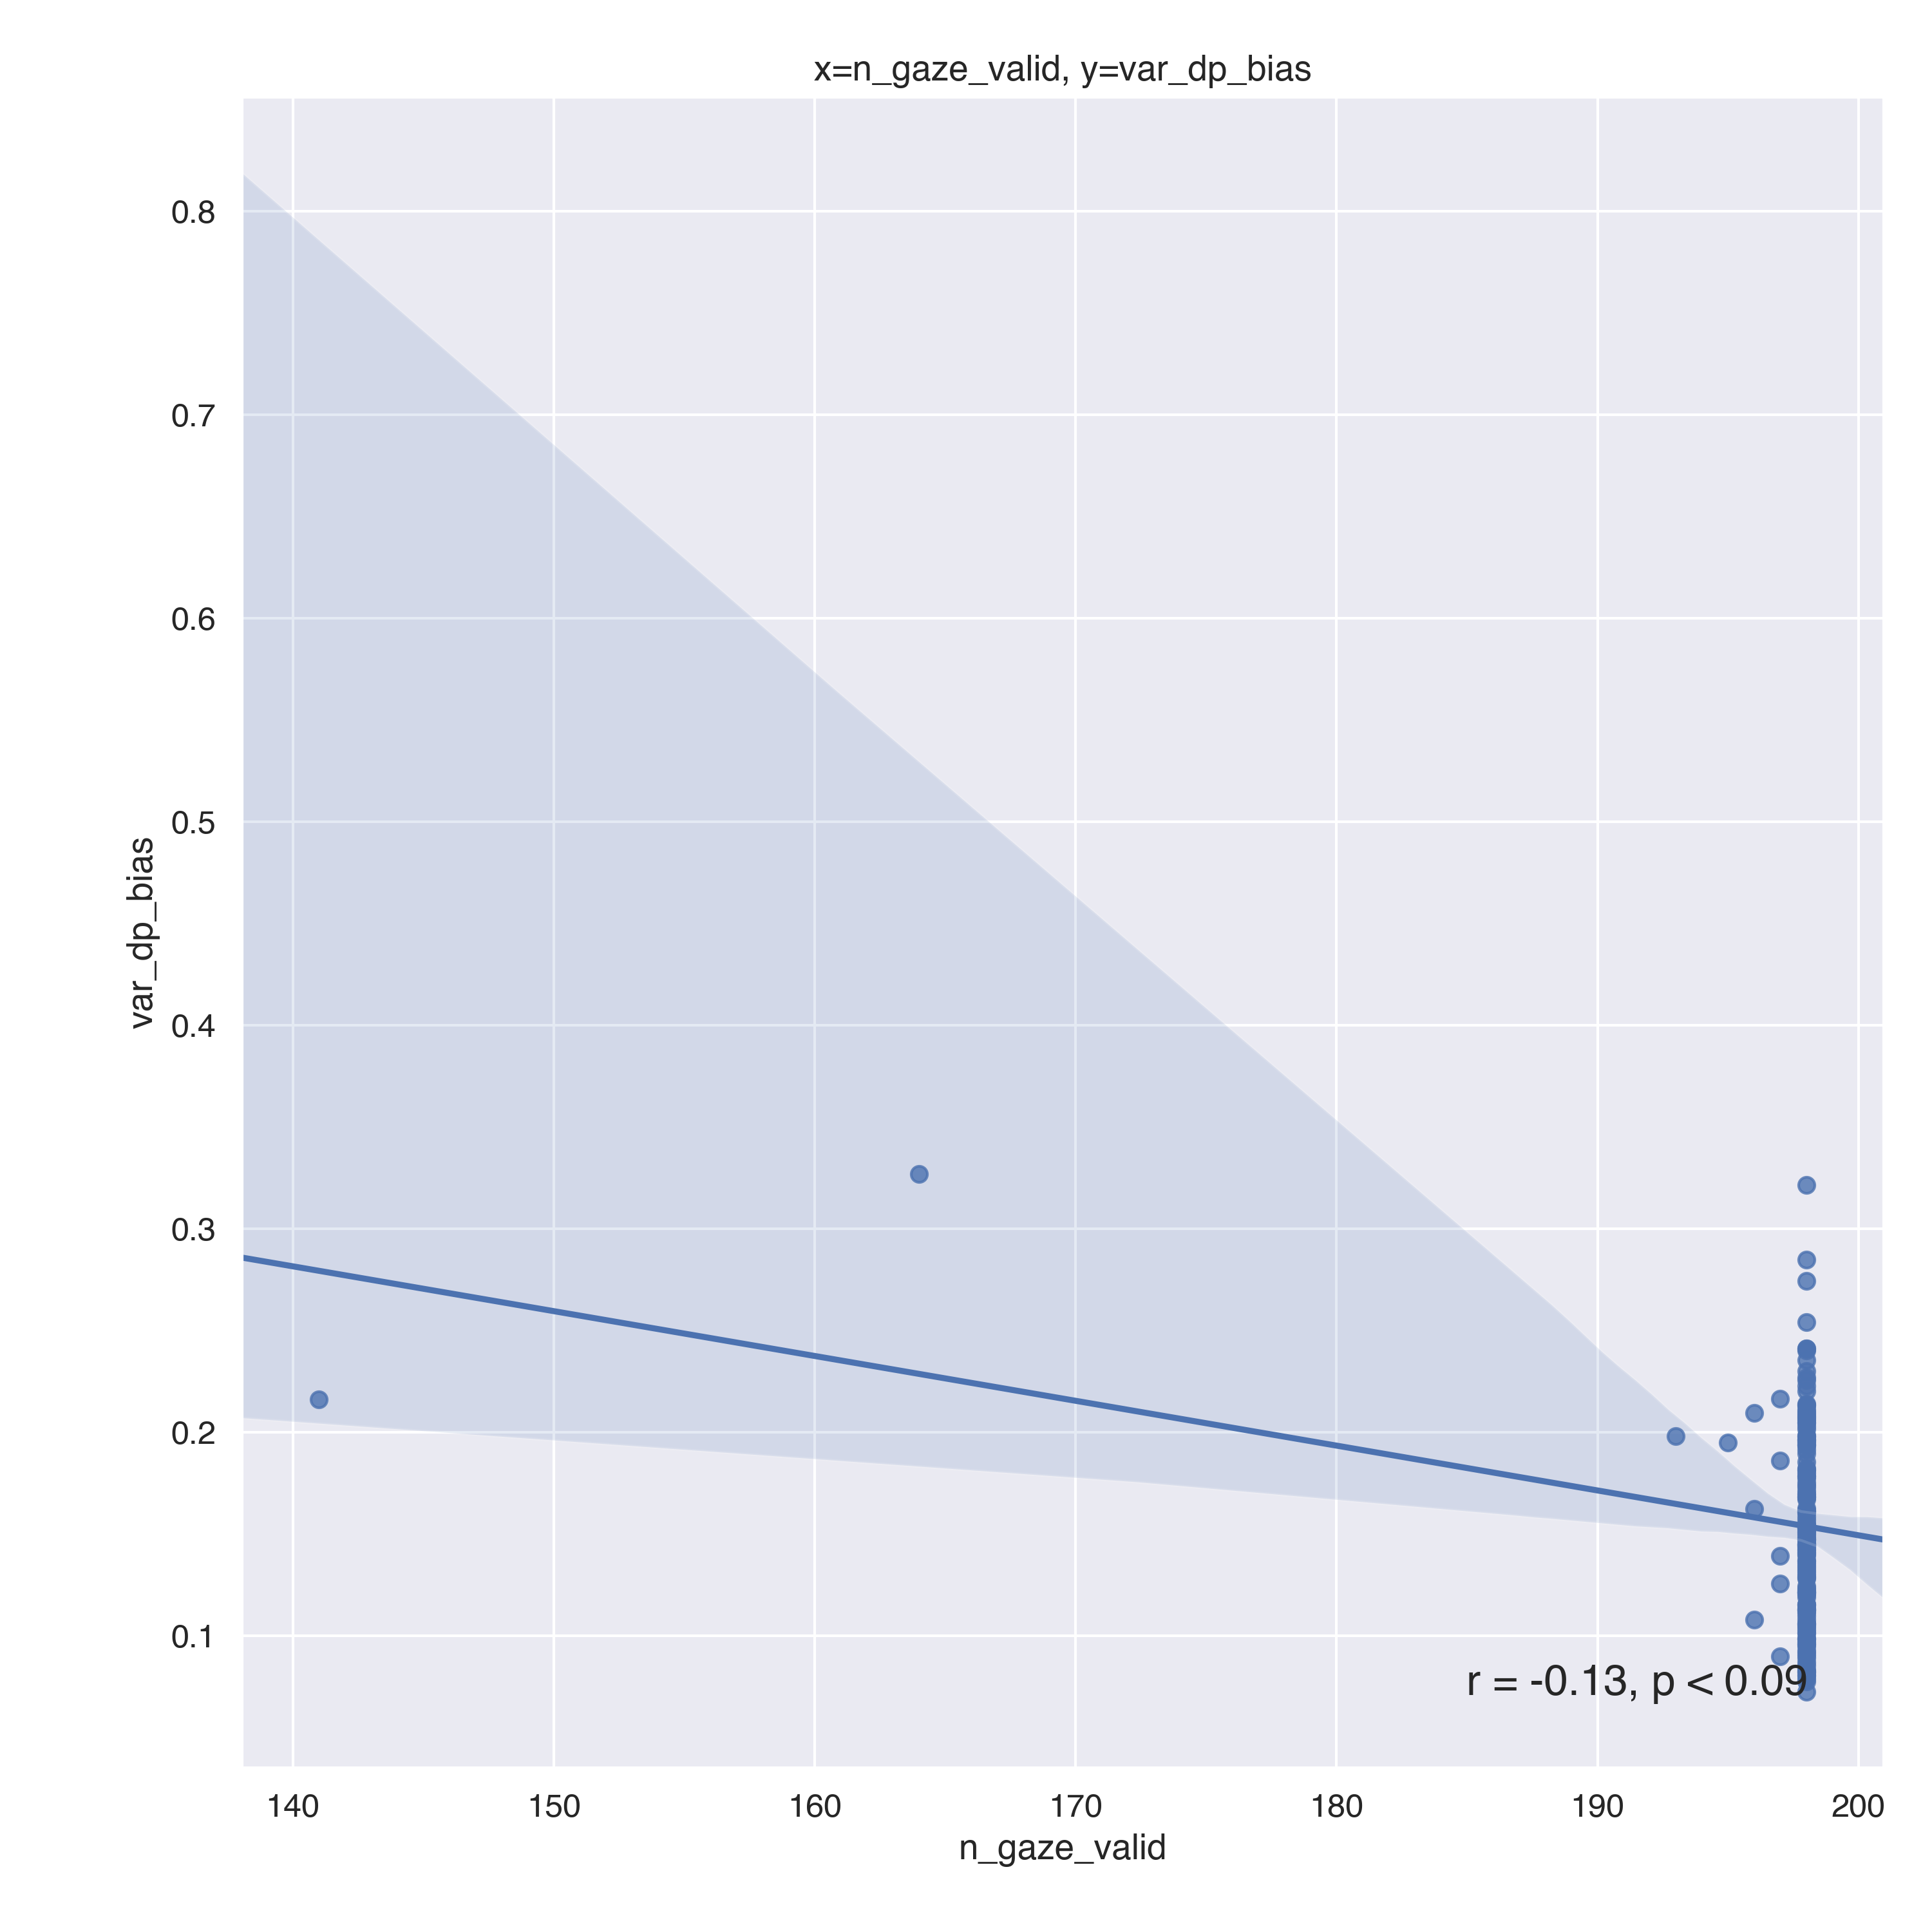 x=n_gaze_valid, y=var_dp_bias
0.8
0.7
0.6
0.5
0.4
0.3
0.2
0.1
var_dp_bias
r = -0.13, p < 0.09
140 150 160 170 180 190 200
n_gaze_valid